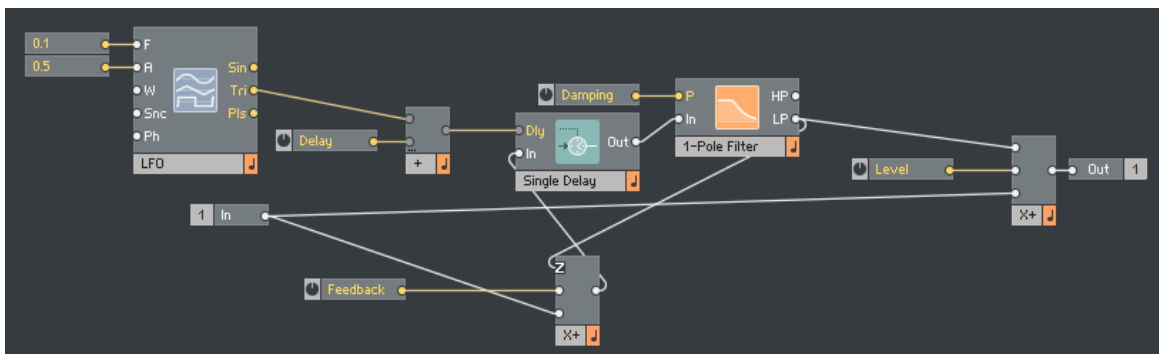 0.1
0.5
F
A
W
Snc
Ph
Sin
Tri
Pls
LFO
Delay
...
+
Damping
Dly
In
Out
Single Delay
P
In
HP
LP
1-Pole Filter
Level
X+
Out 1
1 In
Feedback
Z
X+